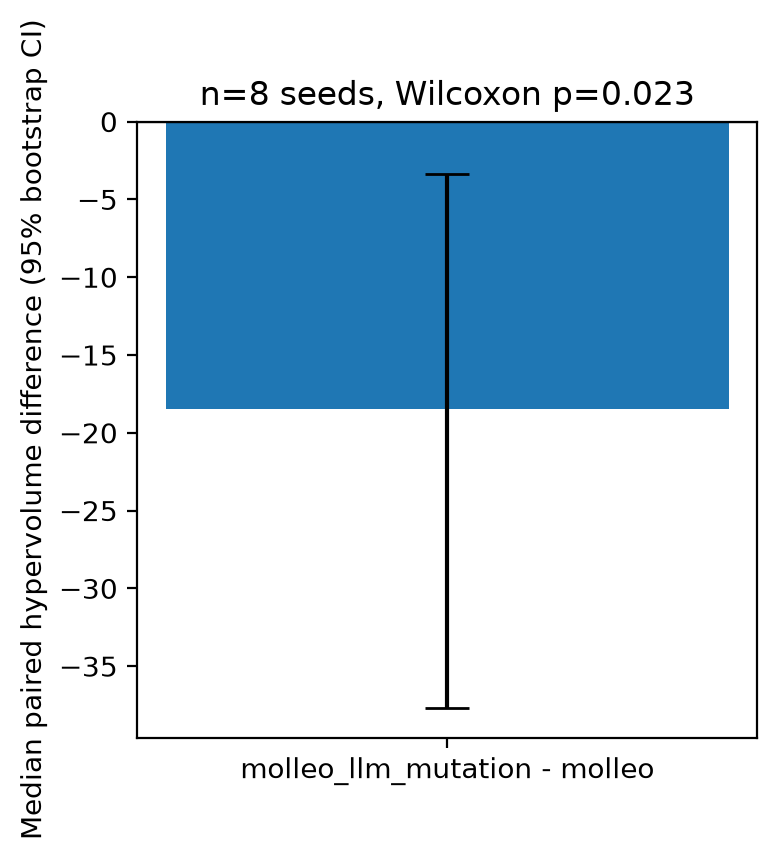 n=8 seeds, Wilcoxon p=0.023
Median paired hypervolume difference (95% bootstrap CI)
0
−5
−10
−15
−20
−25
−30
−35
molleo_llm_mutation - molleo